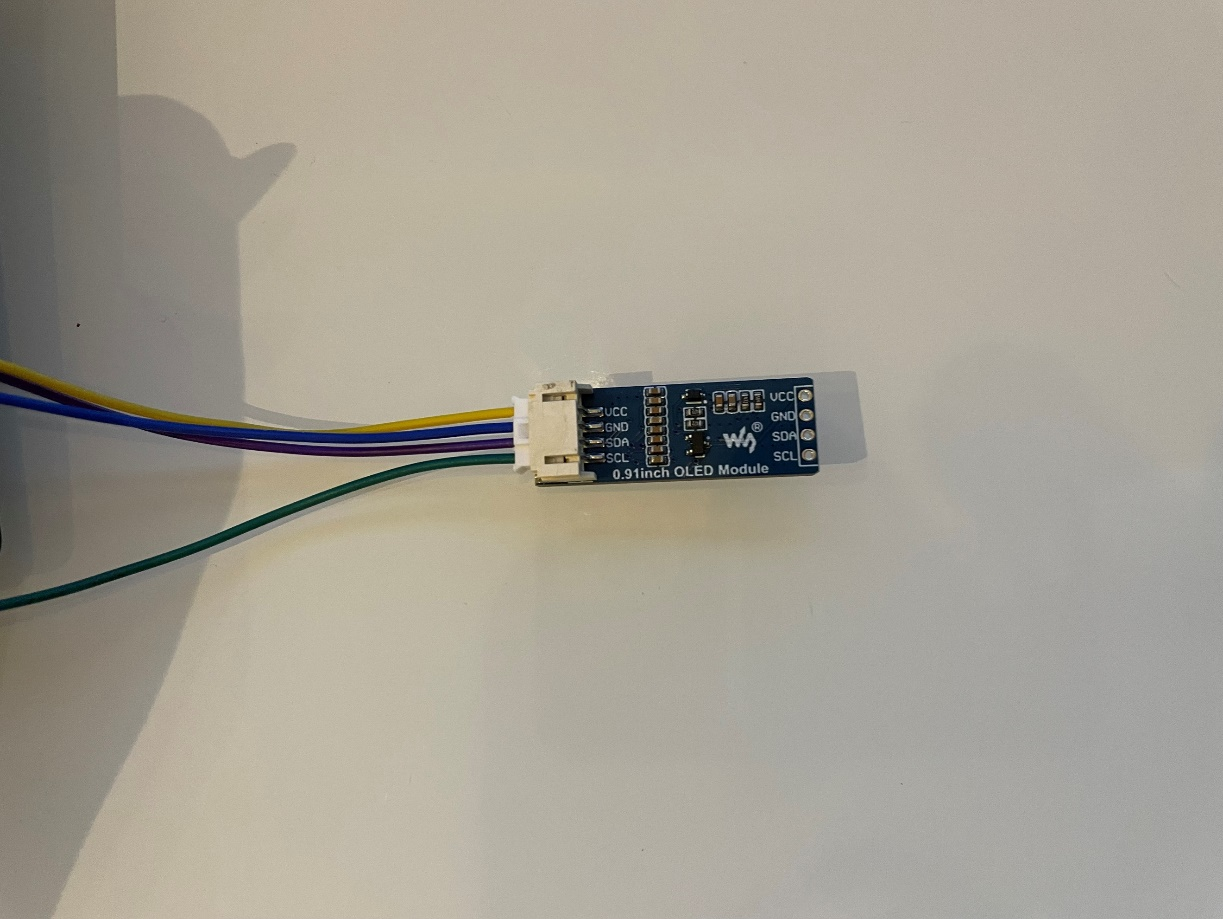 VCC
GND
SDA
SCL
0.91inch OLED Module
®
VCC
GND
SDA
SCL